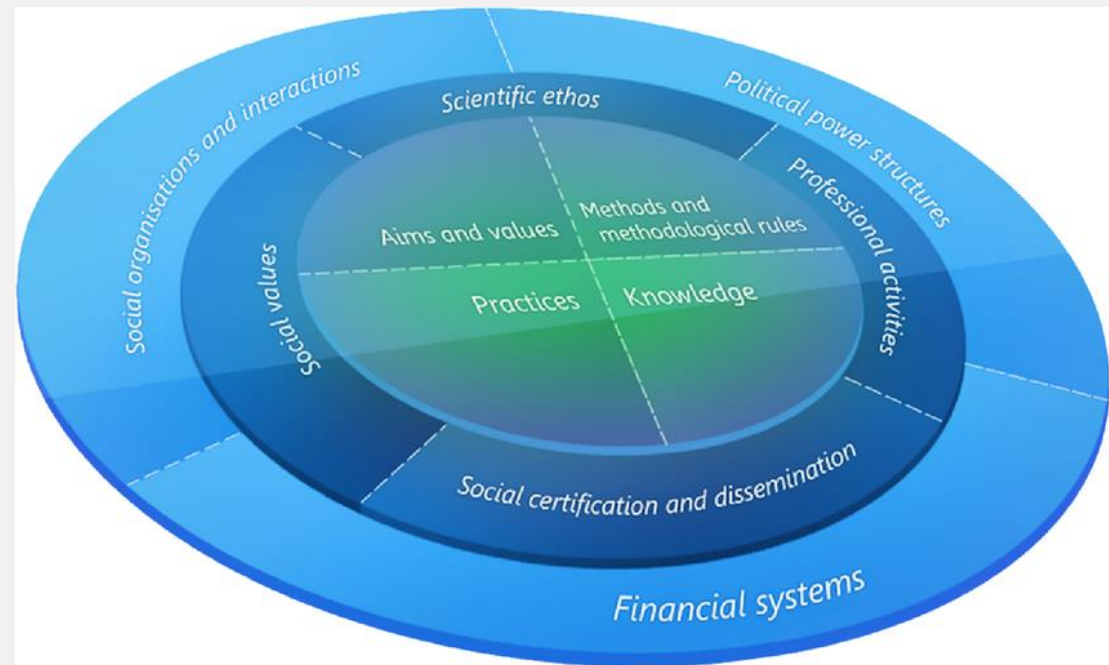 Social organisations and interactions
Political power structures
Scientific ethos
Professional activities
Social values
Aims and values
Methods and
methodological rules
Practices
Knowledge
Social certification and dissemination
Financial systems